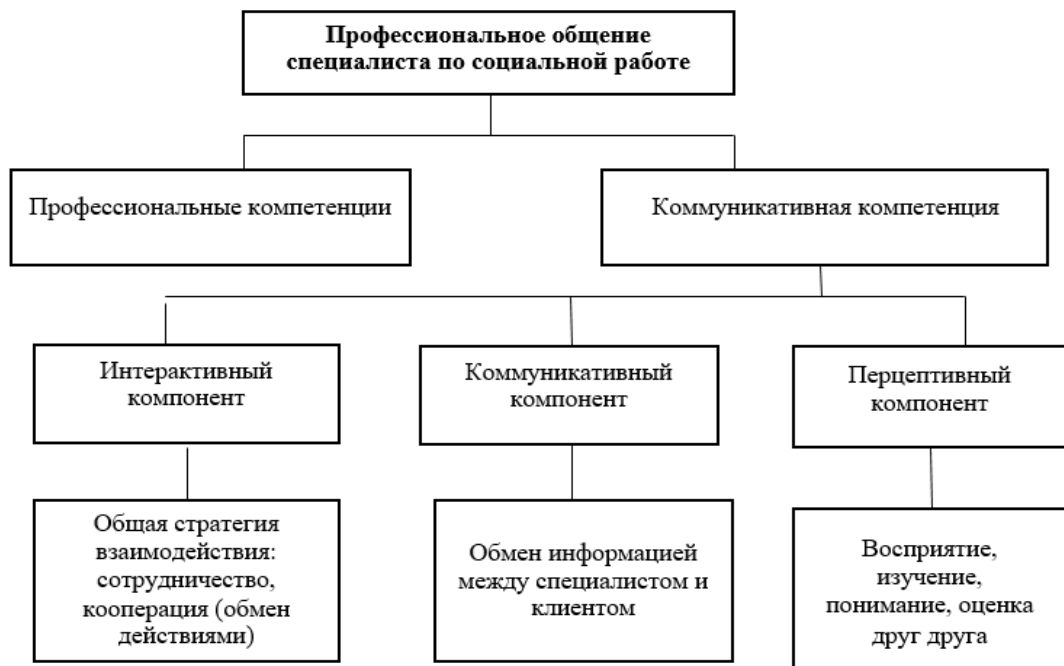 Профессиональное общение
специалиста по социальной работе
Профессиональные компетенции
Коммуникативная компетенция
Интерактивный
компонент
Коммуникативный
компонент
Перцептивный
компонент
Общая стратегия
взаимодействия:
сотрудничество,
кооперация (обмен
действиями)
Обмен информацией
между специалистом и
клиентом
Восприятие,
изучение,
понимание, оценка
друг друга